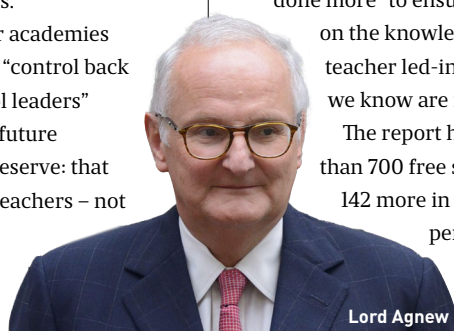 s.
r academies
“control back
l leaders”
future
eserve: that
eachers – not
done more” to ensu
on the knowle
teacher led-in
we know are
The report h
than 700 free s
142 more in
per
Lord Agnew